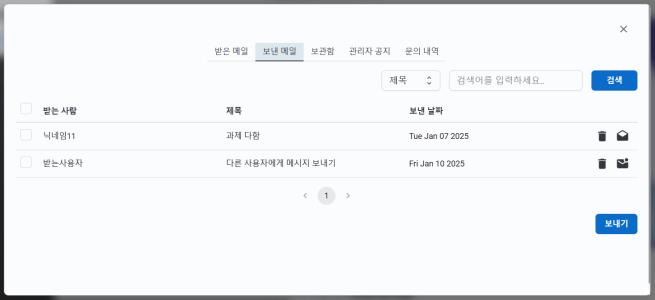 받은 메일 보낸 메일 보관함 관리자 공지 문의 내역
제목 검색어를 입력하세요.. 검색
받는 사람 제목 보낸 날짜
닉네임11 과제 다함 Tue Jan 07 2025
받는사용자 다른 사용자에게 메시지 보내기 Fri Jan 10 2025
1
보내기